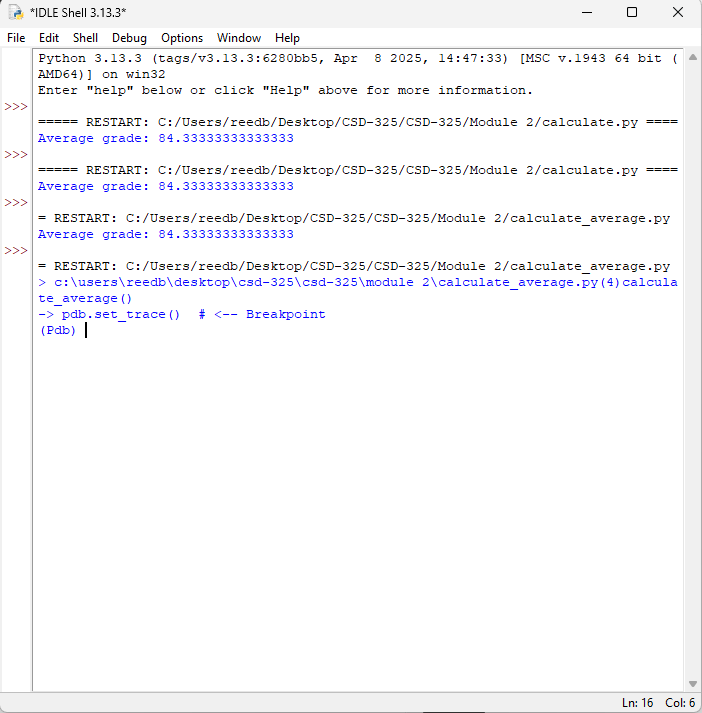 *IDLE Shell 3.13.3*
File Edit Shell Debug Options Window Help
Python 3.13.3 (tags/v3.13.3:6280bb5, Apr  8 2025, 14:47:33) [MSC v.1943 64 bit (
AMD64)] on win32
Enter "help" below or click "Help" above for more information.
>>>
===== RESTART: C:/Users/reedb/Desktop/CSD-325/CSD-325/Module 2/calculate.py ====
Average grade: 84.33333333333333
>>>
===== RESTART: C:/Users/reedb/Desktop/CSD-325/CSD-325/Module 2/calculate.py ====
Average grade: 84.33333333333333
>>>
= RESTART: C:/Users/reedb/Desktop/CSD-325/CSD-325/Module 2/calculate_average.py
Average grade: 84.33333333333333
>>>
= RESTART: C:/Users/reedb/Desktop/CSD-325/CSD-325/Module 2/calculate_average.py
> c:\users\reedb\desktop\csd-325\csd-325\module 2\calculate_average.py(4)calcula
te_average()
-> pdb.set_trace()  # <-- Breakpoint
(Pdb)
Ln: 16 Col: 6